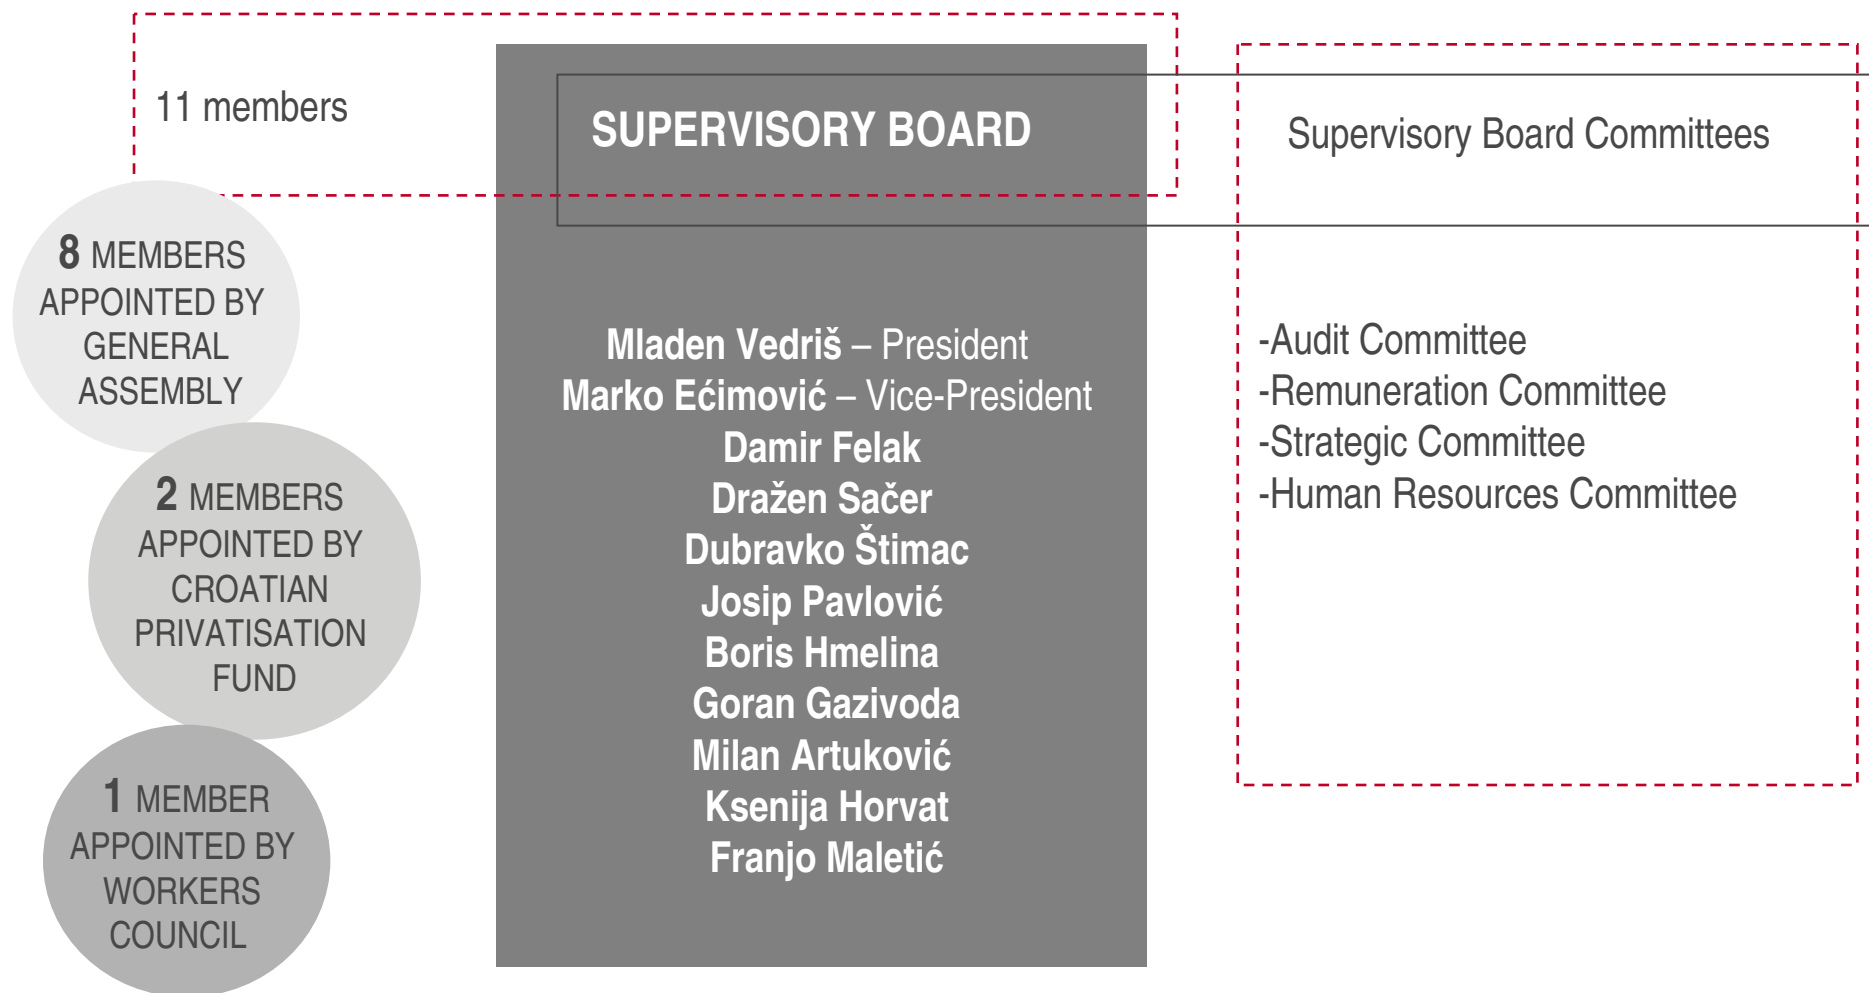 11 members
8 MEMBERS
APPOINTED BY
GENERAL
ASSEMBLY
2 MEMBERS
APPOINTED BY
CROATIAN
PRIVATISATION
FUND
1 MEMBER
APPOINTED BY
WORKERS
COUNCIL
SUPERVISORY BOARD
Mladen Vedriš – President
Marko Ećimović – Vice-President
Damir Felak
Dražen Sačer
Dubravko Štimac
Josip Pavlović
Boris Hmelina
Goran Gazivoda
Milan Artuković
Ksenija Horvat
Franjo Maletić
Supervisory Board Committees
-Audit Committee
-Remuneration Committee
-Strategic Committee
-Human Resources Committee